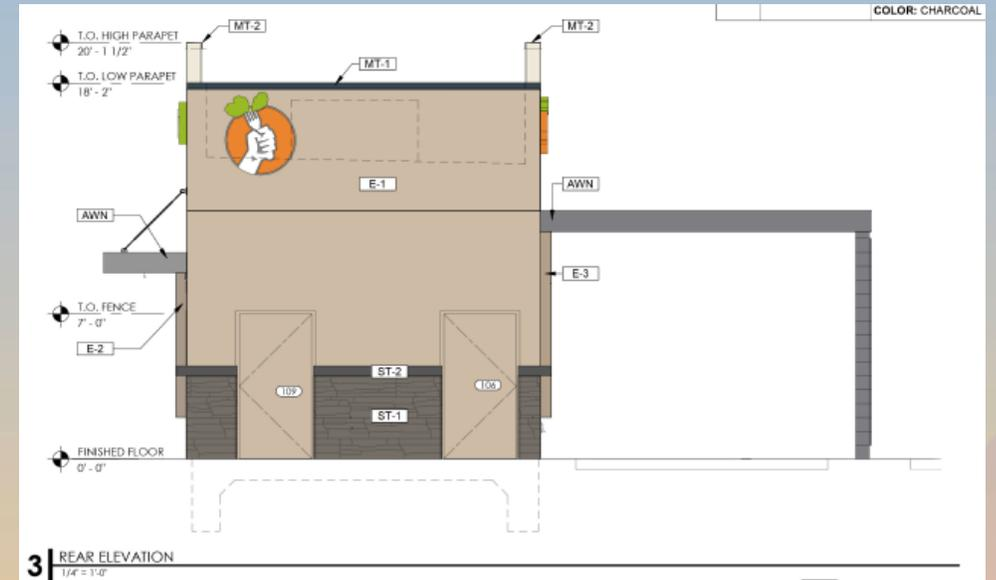 COLOR: CHARCOAL
MT-2
MT-2
T.O. HIGH PARAPET
20' - 1 1/2"
MT-1
T.O. LOW PARAPET
18' - 2"
E-1
AWN
AWN
E-3
T.O. FENCE
7' - 0"
E-2
ST-2
109
106
ST-1
FINISHED FLOOR
0' - 0"
3
REAR ELEVATION
1/4" = 1'-0"